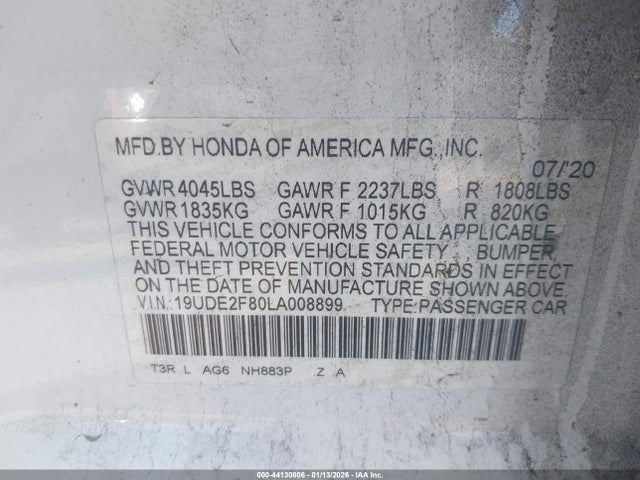 MFD.BY HONDA OF AMERICA MFG.,INC.
07/'20
GVWR 4045LBS GAWR F 2237LBS R 1808LBS
GVWR 1835KG GAWR F 1015KG R 820KG
THIS VEHICLE CONFORMS TO ALL APPLICABLE
FEDERAL MOTOR VEHICLE SAFETY, BUMPER,
AND THEFT PREVENTION STANDARDS IN EFFECT
ON THE DATE OF MANUFACTURE SHOWN ABOVE.
V.I.N.:19UDE2F80LA008899 TYPE:PASSENGER CAR
T3R L AG6 NH883P Z A
000-44130806 - 01/13/2026 - IAA Corp.